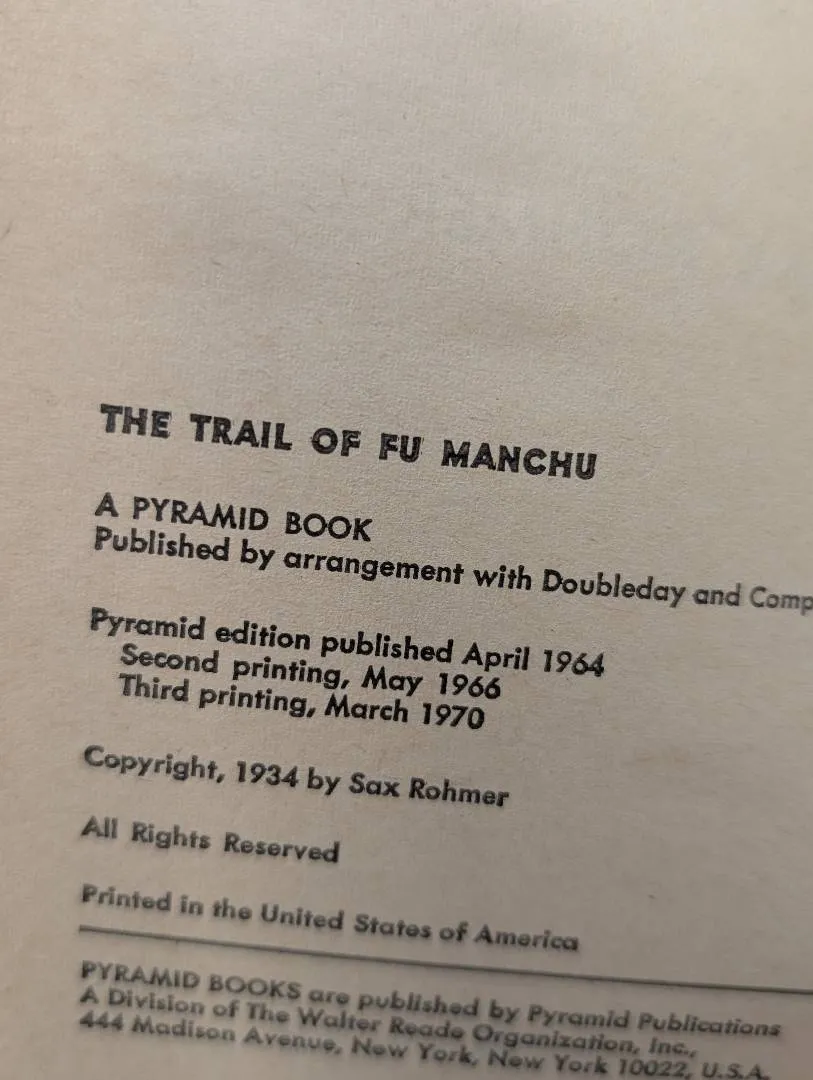 THE TRAIL OF FU MANCHU
A PYRAMID BOOK
Published by arrangement with Doubleday and Comp
Pyramid edition published April 1964
Second printing, May 1966
Third printing, March 1970
Copyright, 1934 by Sax Rohmer
All Rights Reserved
Printed in the United States of America
PYRAMID BOOKS are published by Pyramid Publications
A Division of The Walter Reade Organization, Inc.,
444 Madison Avenue, New York, New York 10022, U.S.A.